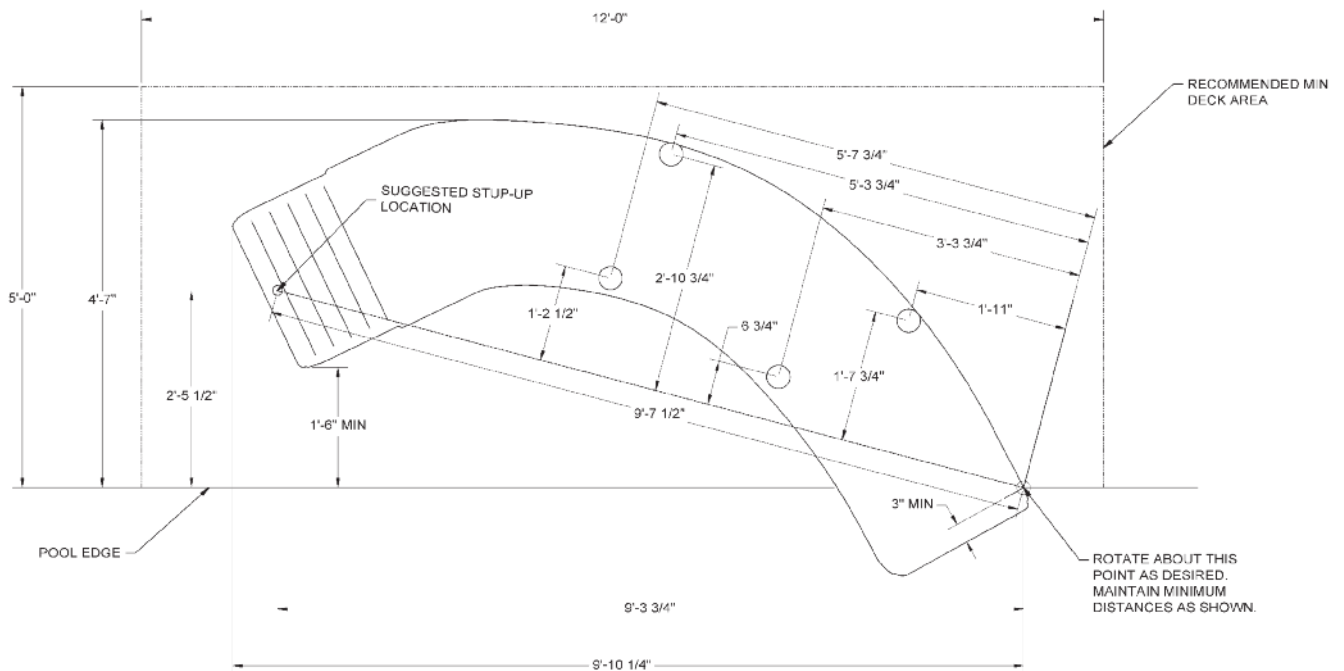 12'-0"
RECOMMENDED MIN
DECK AREA
5'-7 3/4"
5'-3 3/4"
SUGGESTED STUP-UP
LOCATION
3'-3 3/4"
2'-10 3/4"
5'-0"
4'-7"
1'-11"
1'-2 1/2"
6 3/4"
1'-7 3/4"
2'-5 1/2"
9'-7 1/2"
1'-6" MIN
3" MIN
POOL EDGE
ROTATE ABOUT THIS
POINT AS DESIRED.
MAINTAIN MINIMUM
DISTANCES AS SHOWN.
9'-3 3/4"
9'-10 1/4"